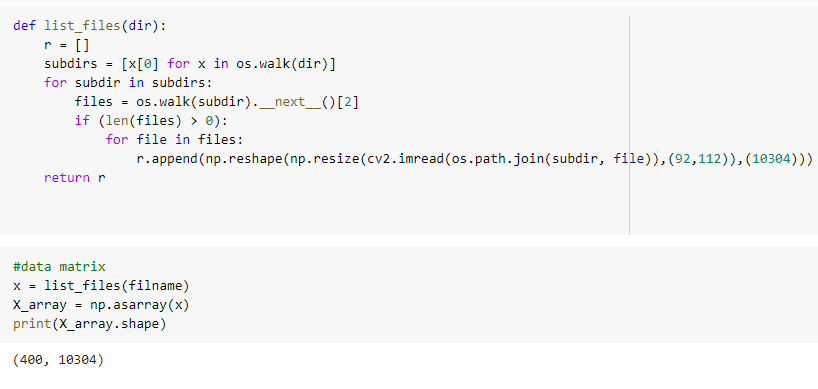 def list_files(dir):
    r = []
    subdirs = [x[0] for x in os.walk(dir)]
    for subdir in subdirs:
        files = os.walk(subdir).__next__()[2]
        if (len(files) > 0):
            for file in files:
                r.append(np.reshape(np.resize(cv2.imread(os.path.join(subdir, file)),(92,112)),(10304)))
    return r
#data matrix
x = list_files(filname)
X_array = np.asarray(x)
print(X_array.shape)
(400, 10304)